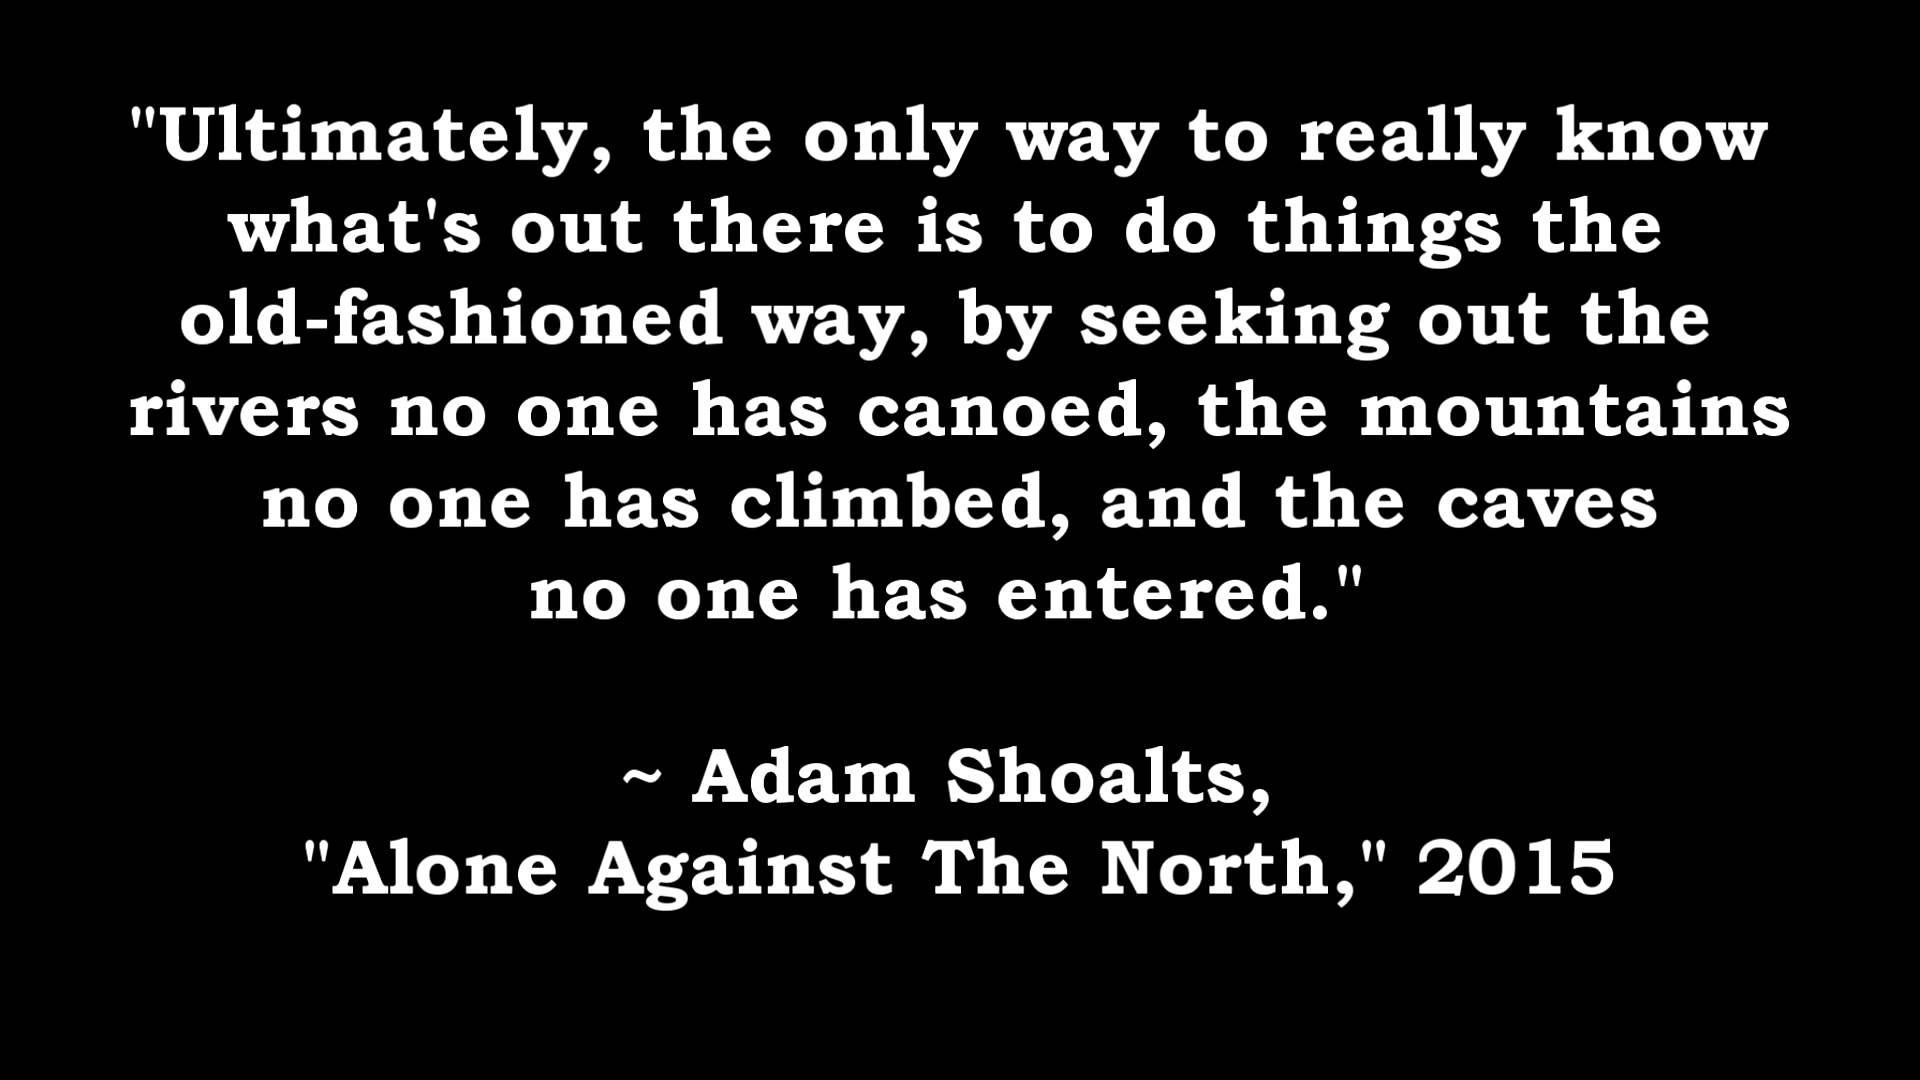 "Ultimately, the only way to really know
what's out there is to do things the
old-fashioned way, by seeking out the
rivers no one has canoed, the mountains
no one has climbed, and the caves
no one has entered."
~ Adam Shoalts,
"Alone Against The North," 2015